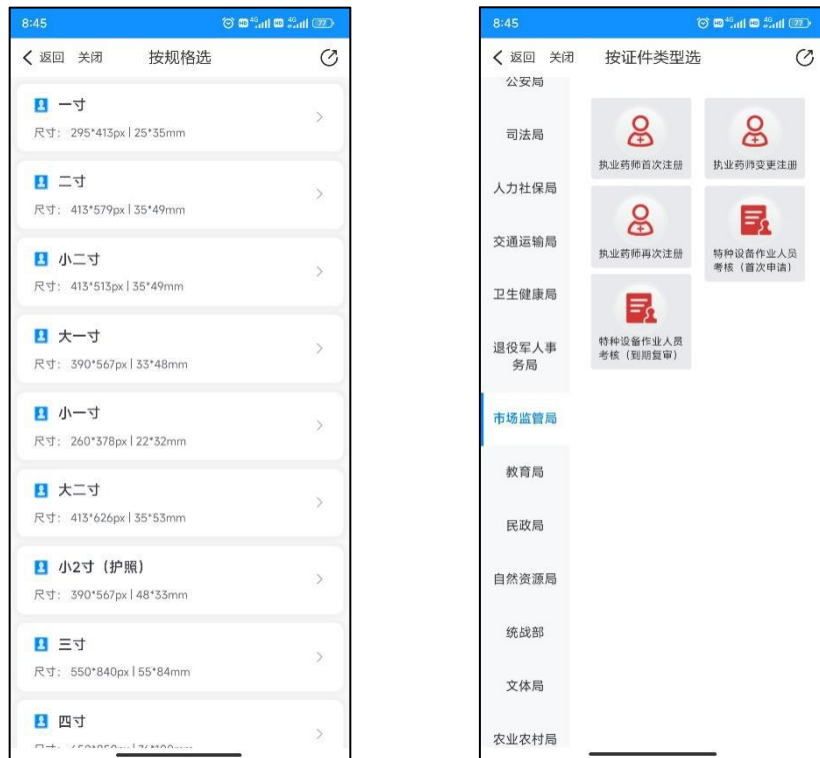 8:45
返回 关闭 按规格选
一寸
尺寸: 295*413px | 25*35mm
二寸
尺寸: 413*579px | 35*49mm
小二寸
尺寸: 413*513px | 35*49mm
大一寸
尺寸: 390*567px | 33*48mm
小一寸
尺寸: 260*378px | 22*32mm
大二寸
尺寸: 413*626px | 35*53mm
小2寸（护照）
尺寸: 390*567px | 48*33mm
三寸
尺寸: 550*840px | 55*84mm
四寸
8:45
返回 关闭 按证件类型选
公安局
司法局
人力社保局
交通运输局
卫生健康局
退役军人事
务局
市场监管局
教育局
民政局
自然资源局
统战部
文体局
农业农村局
执业药师首次注册 执业药师变更注册
执业药师再次注册 特种设备作业人员
考核（首次申请）
特种设备作业人员
考核（到期复审）